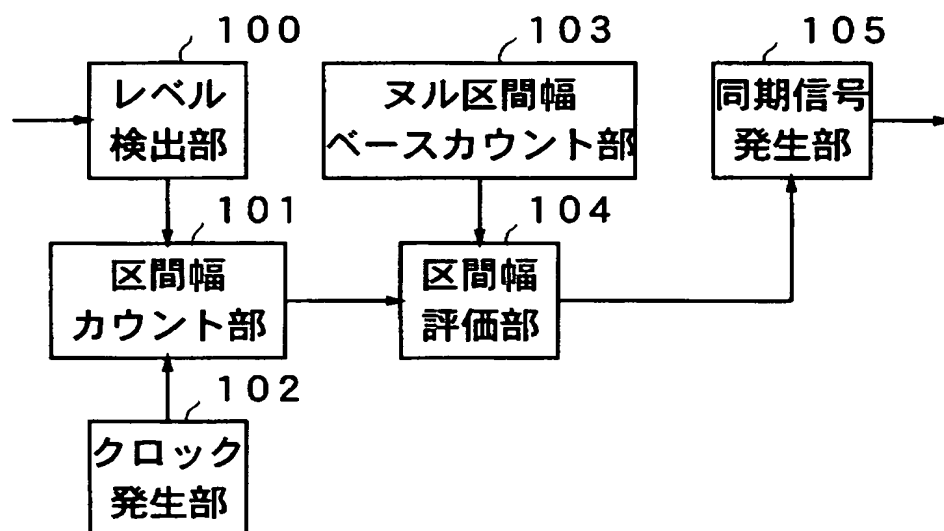 100
レベル
検出部
103
ヌル区間幅
ベースカウント部
105
同期信号
発生部
101
区間幅
カウント部
104
区間幅
評価部
102
クロック
発生部